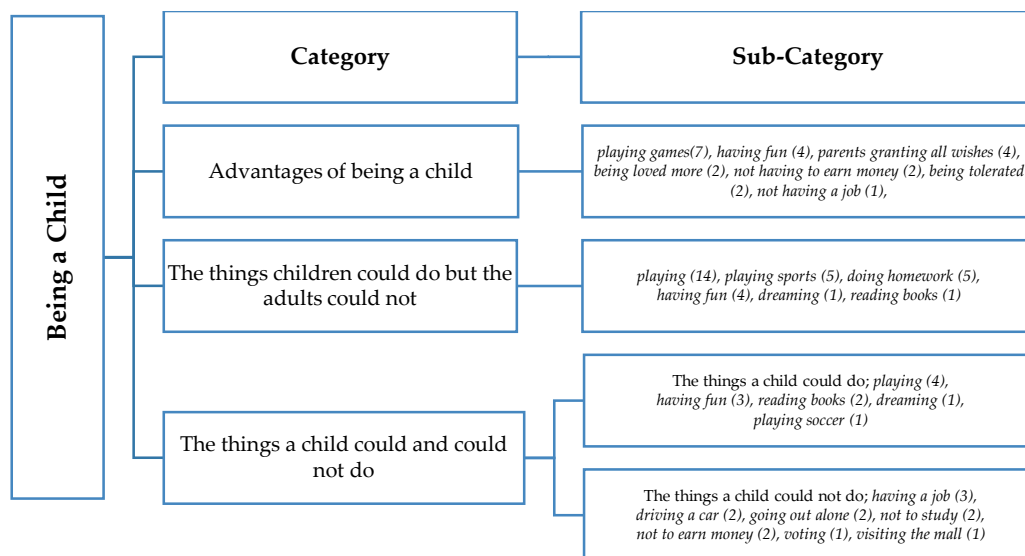 Being a Child
Category
Sub-Category
Advantages of being a child
playing games(7), having fun (4), parents granting all wishes (4),
being loved more (2), not having to earn money (2), being tolerated
(2), not having a job (1),
The things children could do but the
adults could not
playing (14), playing sports (5), doing homework (5),
having fun (4), dreaming (1), reading books (1)
The things a child could and could
not do
The things a child could do; playing (4),
having fun (3), reading books (2), dreaming (1),
playing soccer (1)
The things a child could not do; having a job (3),
driving a car (2), going out alone (2), not to study (2),
not to earn money (2), voting (1), visiting the mall (1)